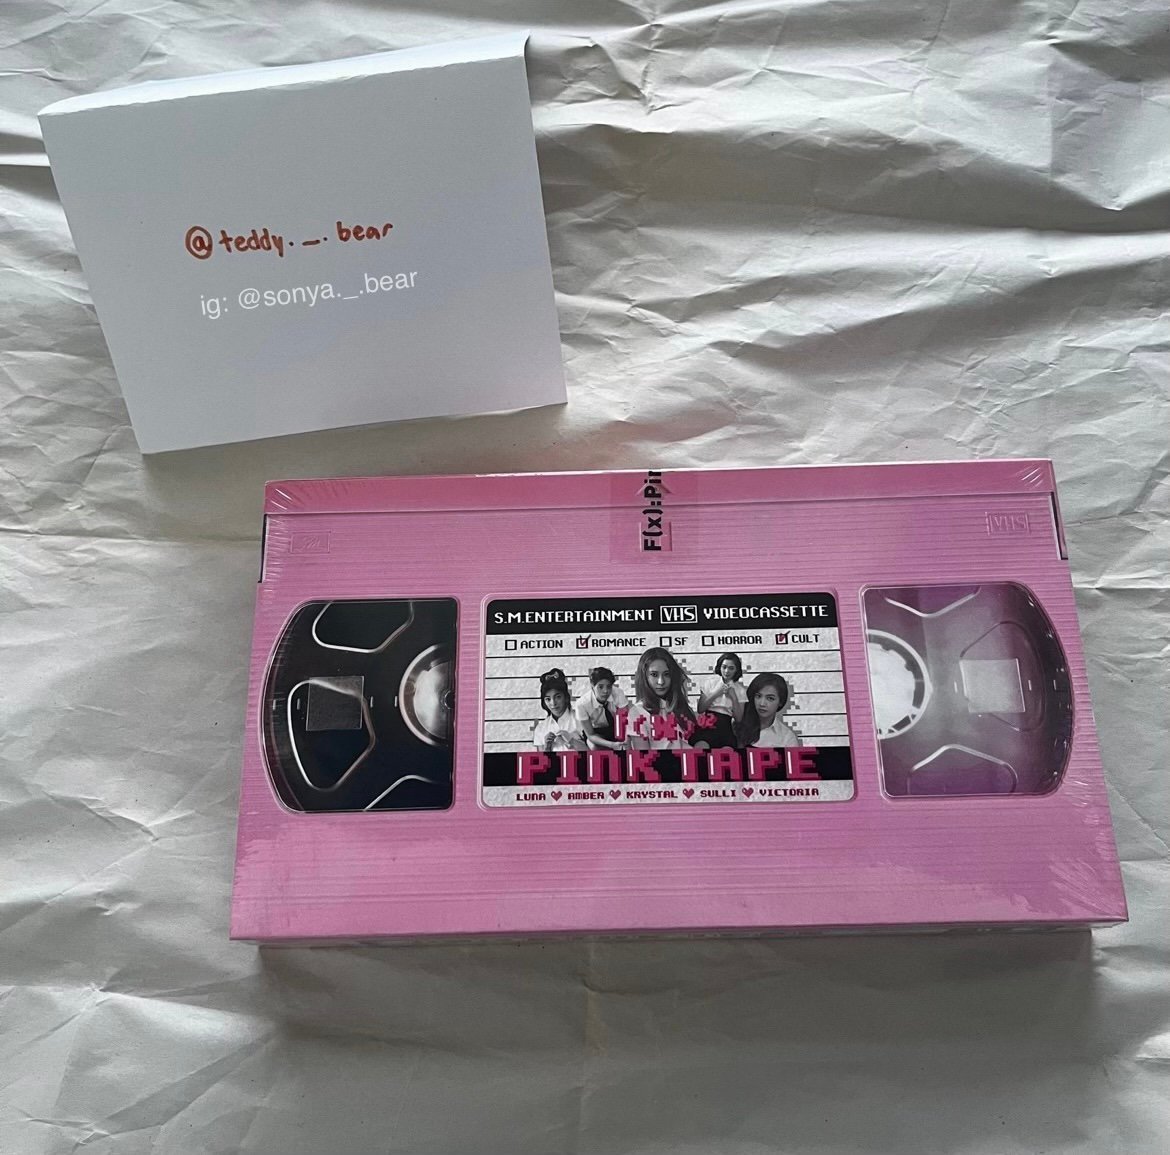 @teddy._.bear
ig: @sonya._.bear
F(x):Pin
VHS
S.M.ENTERTAINMENT VHS VIDEOCASSETTE
ACTION ROMANCE SF HORROR CULT
F(X) 02
PINK TAPE
LUNA AMBER KRYSTAL SULLI VICTORIA